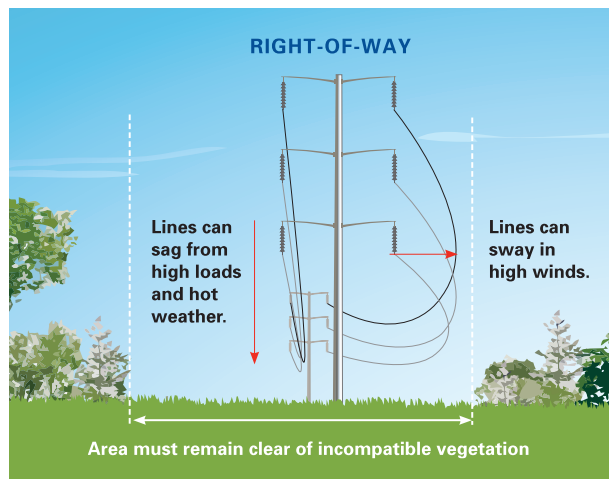 RIGHT-OF-WAY
Lines can
sag from
high loads
and hot
weather.
Lines can
sway in
high winds.
Area must remain clear of incompatible vegetation